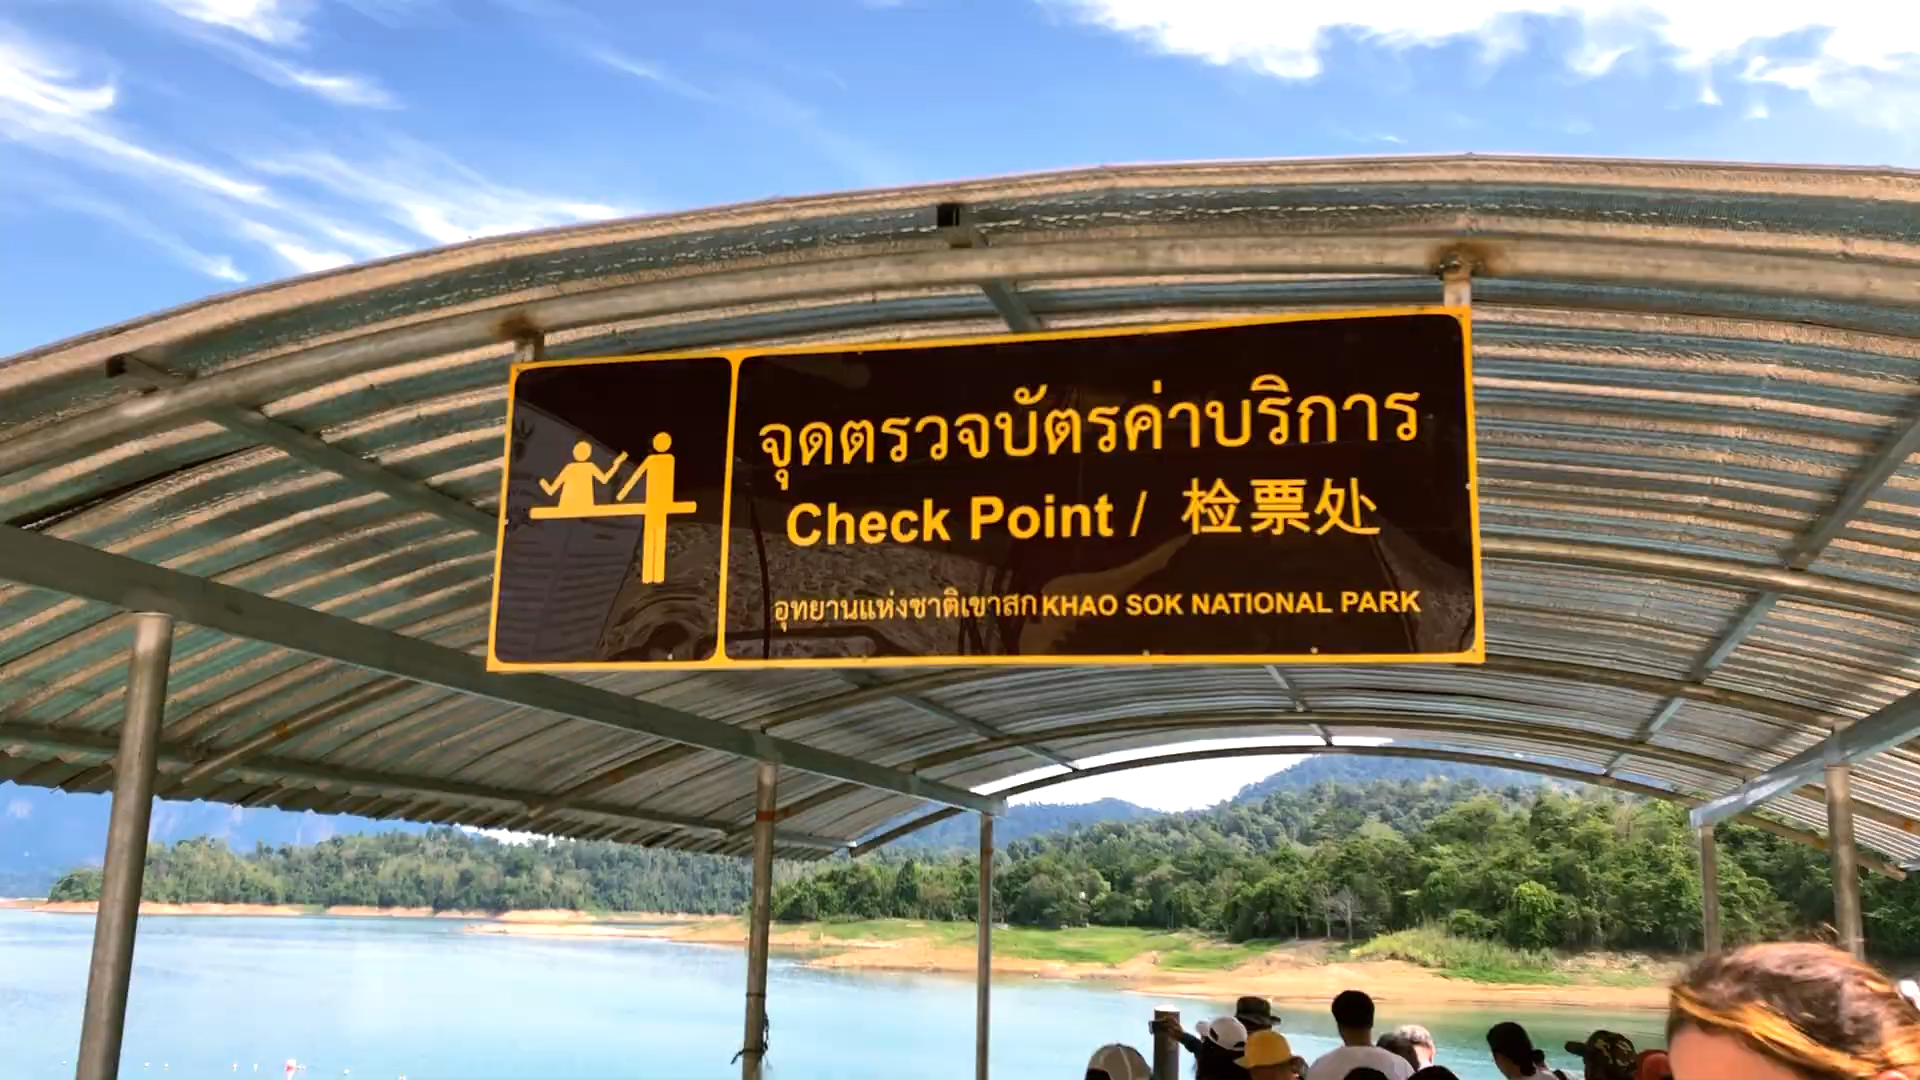 จุดตรวจบัตรค่าบริการ
Check Point / 检票处
อุทยานแห่งชาติเขาสก KHAO SOK NATIONAL PARK